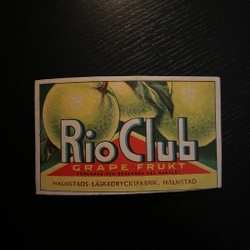 Rio Club
GRAPE FRUKT
HALMSTADS LÄSKEDRYCKSFABRIK, HALMSTAD